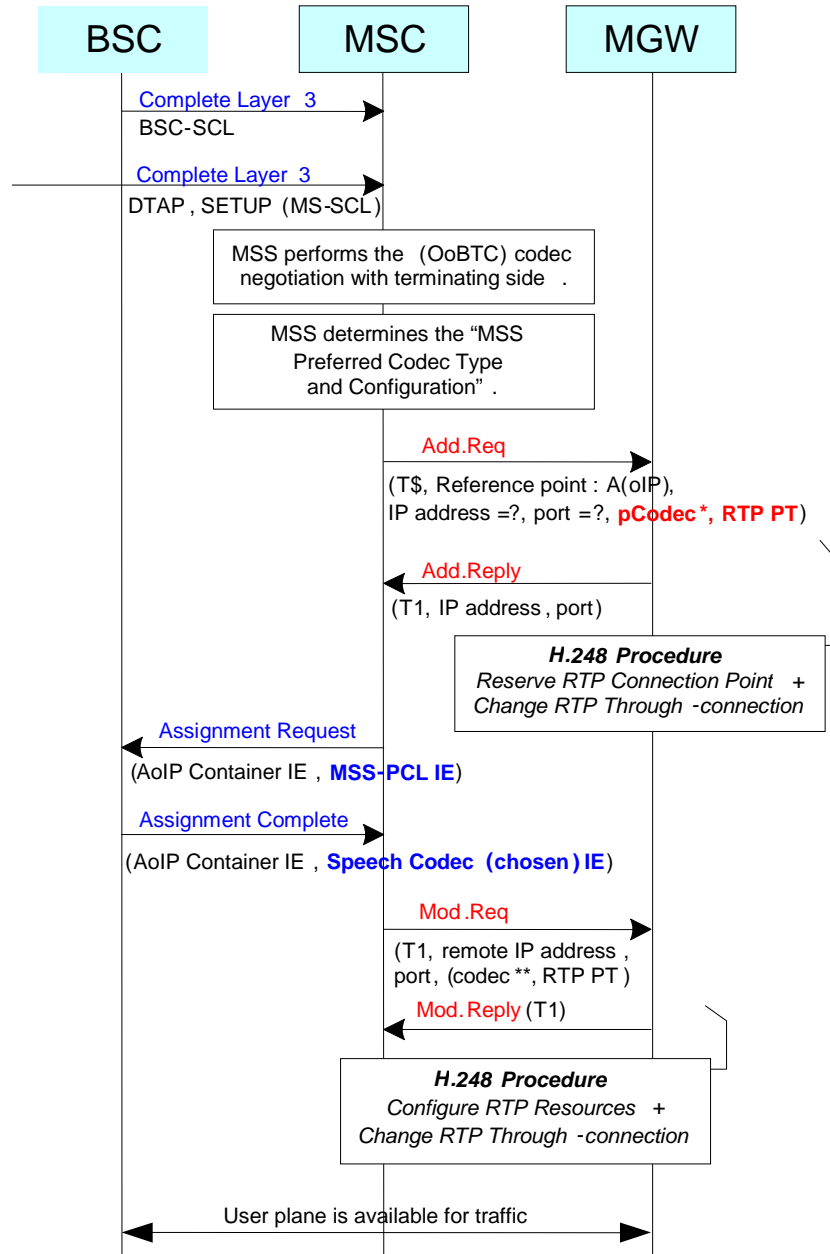 BSC
MSC
MGW
Complete Layer 3
BSC-SCL
Complete Layer 3
DTAP, SETUP (MS-SCL)
MSS performs the (OoBTC) codec
negotiation with terminating side .
MSS determines the “MSS
Preferred Codec Type
and Configuration” .
Add.Req
(T$, Reference point : A(oIP),
IP address =?, port =?, pCodec*, RTP PT)
Add.Reply
(T1, IP address, port)
H.248 Procedure
Reserve RTP Connection Point +
Change RTP Through -connection
Assignment Request
(AoIP Container IE , MSS-PCL IE)
Assignment Complete
(AoIP Container IE , Speech Codec (chosen) IE)
Mod.Req
(T1, remote IP address ,
port, (codec **, RTP PT )
Mod.Reply (T1)
H.248 Procedure
Configure RTP Resources +
Change RTP Through -connection
User plane is available for traffic